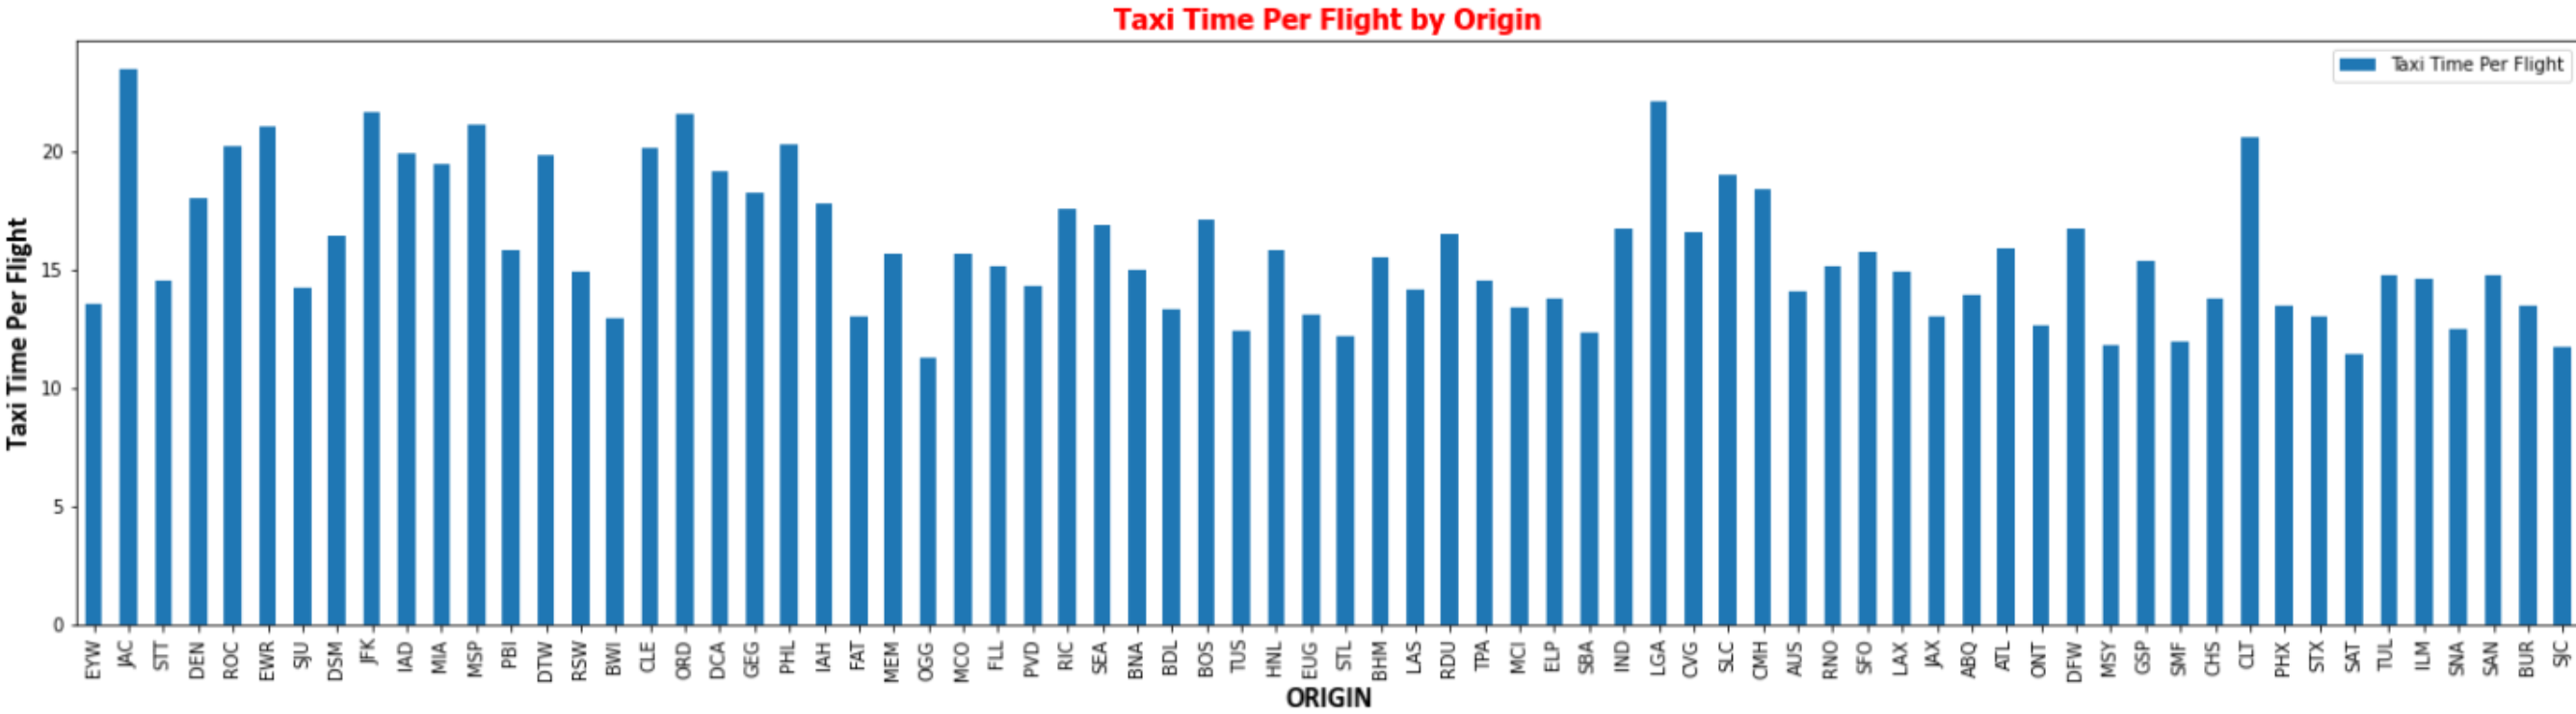 Taxi Time Per Flight by Origin
Taxi Time Per Flight
Taxi Time Per Flight
20
15
10
5
0
EYW JAC STT DEN ROC EWR SJU DSM JFK IAD MIA MSP PBI DTW RSW BWI CLE ORD DCA GEG PHL IAH FAT MEM OGG MCO FLL PVD RIC SEA BNA BDL BOS TUS HNL EUG STL BHM LAS RDU TPA MCI ELP SBA IND LGA CVG SLC CMH AUS RNO SFO LAX JAX ABQ ATL ONT DFW MSY GSP SMF CHS CLT PHX STX SAT TUL ILM SNA SAN BUR SJC
ORIGIN